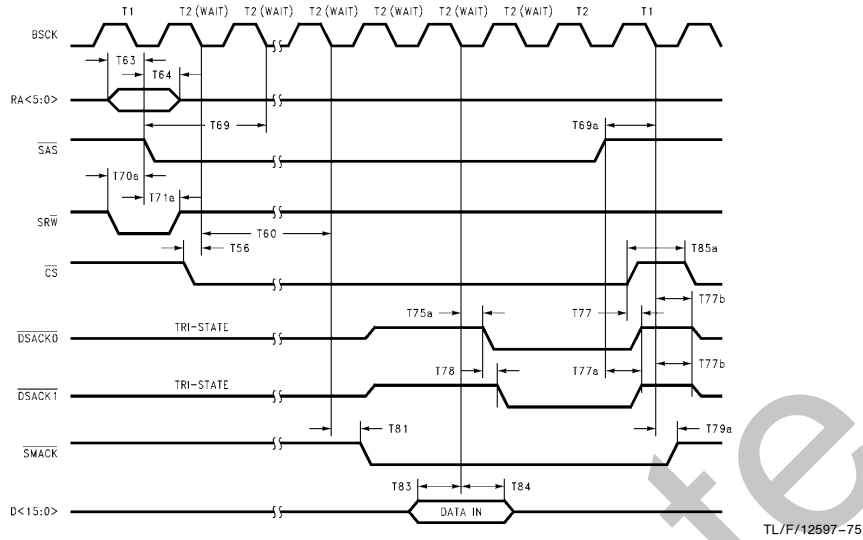 T1 T2 (WAIT) T2 (WAIT) T2 (WAIT) T2 (WAIT) T2 (WAIT) T2 (WAIT) T2 T1
BSCK
T63
T64
RA<5:0>
T69
T69a
SAS
T70a
T71a
SRW
T60
T56
T85a
CS
T77b
T75a
T77
DSACK0
TRI-STATE
T78
T77a
T77b
DSACK1
TRI-STATE
T81
T79a
SMACK
T83
T84
D<15:0>
DATA IN
TL/F/12597-75